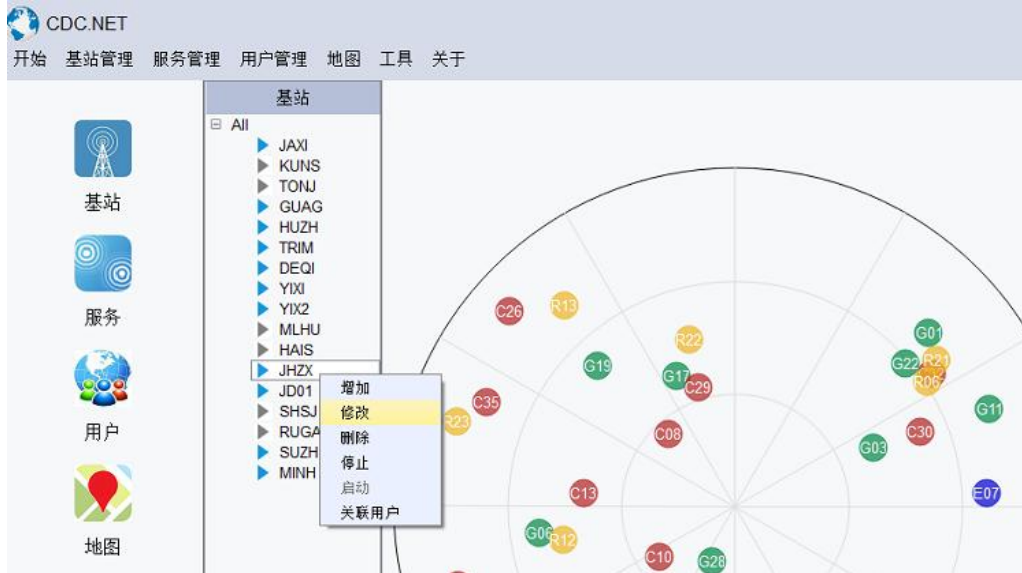 CDC.NET
开始 基站管理 服务管理 用户管理 地图 工具 关于
基站
服务
用户
地图
基站
All
JAXI
KUNS
TONJ
GUAG
HUZH
TRIM
DEQI
YIXI
YIX2
MLHU
HAIS
JHZX
JD01
SHSJ
RUGA
SUZH
MINH
增加
修改
删除
停止
启动
关联用户
C26 R13
G01
R22
G19 G22 R21
G17 C29 R06
C35 G11
R23
C08 C30
G03
C13 E07
G06 R12
C10 G28